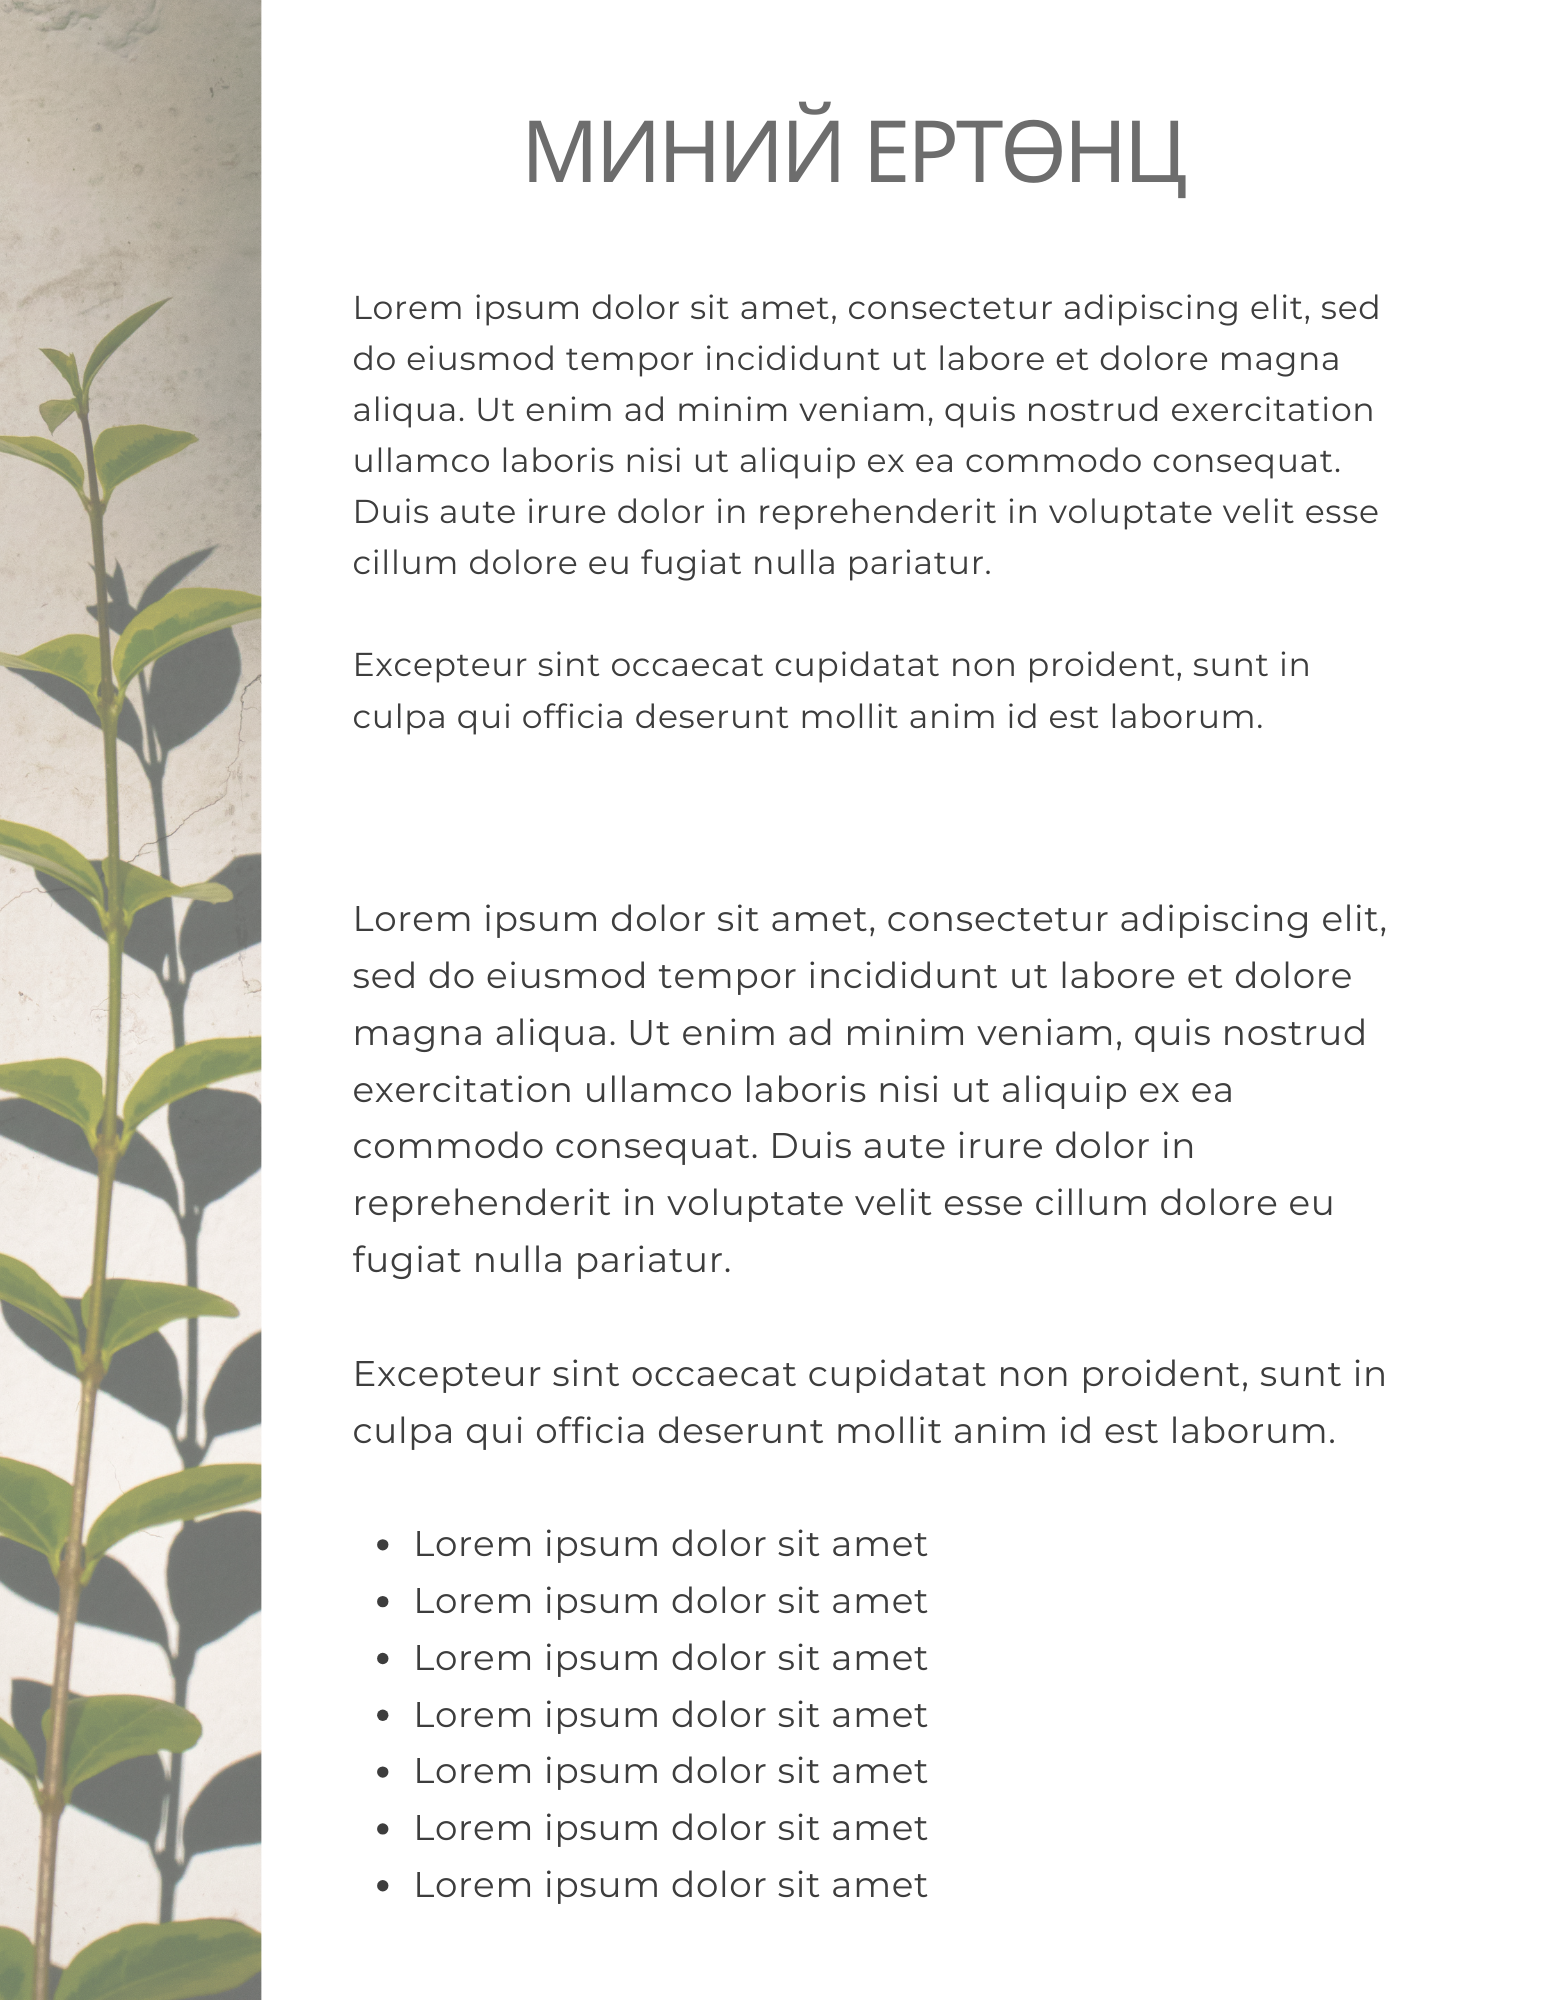 МИНИЙ ЕРТӨНЦ
Lorem ipsum dolor sit amet, consectetur adipiscing elit, sed
do eiusmod tempor incididunt ut labore et dolore magna
aliqua. Ut enim ad minim veniam, quis nostrud exercitation
ullamco laboris nisi ut aliquip ex ea commodo consequat.
Duis aute irure dolor in reprehenderit in voluptate velit esse
cillum dolore eu fugiat nulla pariatur.
Excepteur sint occaecat cupidatat non proident, sunt in
culpa qui officia deserunt mollit anim id est laborum.
Lorem ipsum dolor sit amet, consectetur adipiscing elit,
sed do eiusmod tempor incididunt ut labore et dolore
magna aliqua. Ut enim ad minim veniam, quis nostrud
exercitation ullamco laboris nisi ut aliquip ex ea
commodo consequat. Duis aute irure dolor in
reprehenderit in voluptate velit esse cillum dolore eu
fugiat nulla pariatur.
Excepteur sint occaecat cupidatat non proident, sunt in
culpa qui officia deserunt mollit anim id est laborum.
• Lorem ipsum dolor sit amet
• Lorem ipsum dolor sit amet
• Lorem ipsum dolor sit amet
• Lorem ipsum dolor sit amet
• Lorem ipsum dolor sit amet
• Lorem ipsum dolor sit amet
• Lorem ipsum dolor sit amet